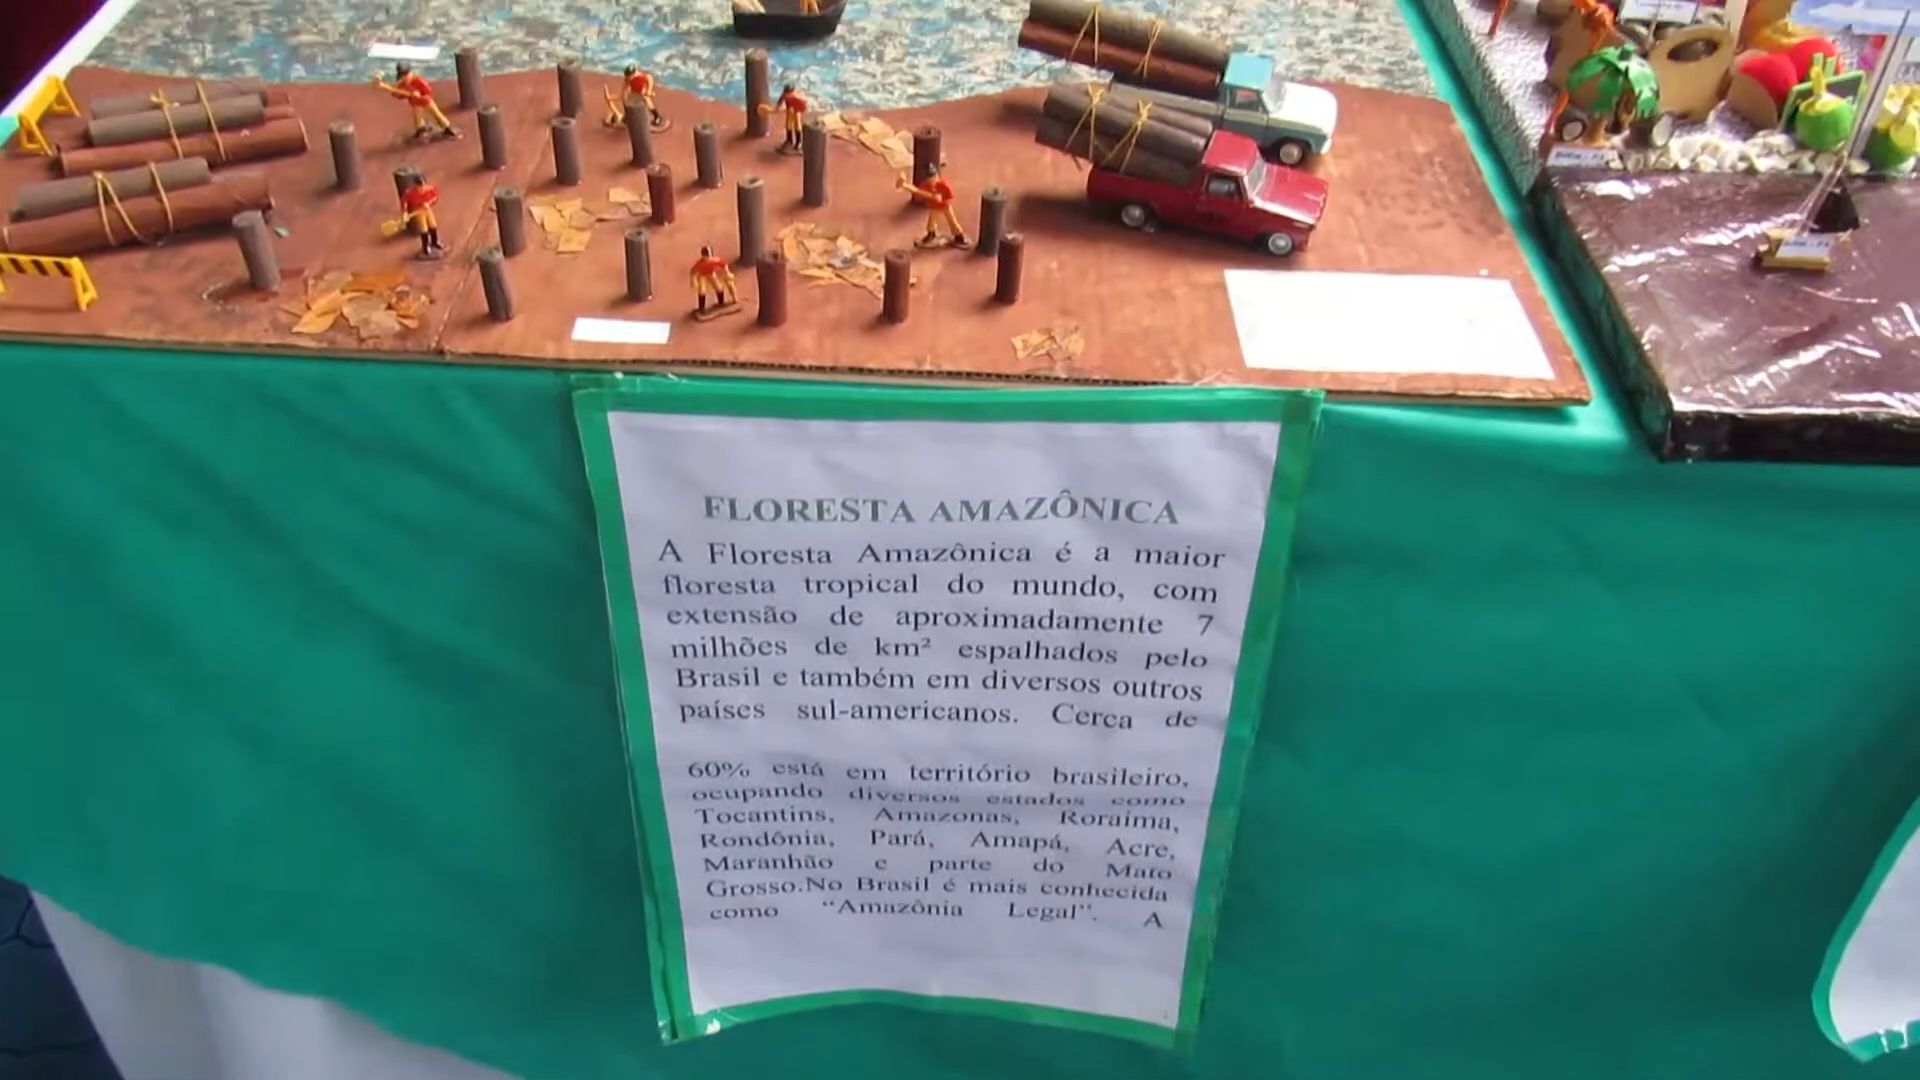 FLORESTA AMAZÔNICA
A Floresta Amazônica é a maior
floresta tropical do mundo, com
extensão de aproximadamente 7
milhões de km² espalhados pelo
Brasil e também em diversos outros
países sul-americanos. Cerca de
60% está em território brasileiro,
ocupando diversos estados como
Tocantins, Amazonas, Roraima,
Rondônia, Pará, Amapá, Acre,
Maranhão e parte do Mato
Grosso.No Brasil é mais conhecida
como "Amazônia Legal". A